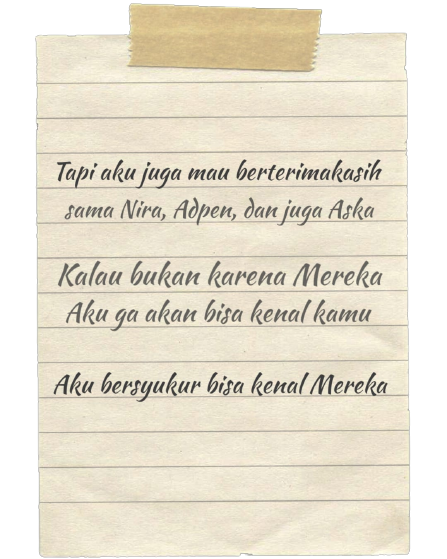 Tapi aku juga mau berterimakasih
sama Nira, Adpen, dan juga Aska
Kalau bukan karena Mereka
Aku ga akan bisa kenal kamu
Aku bersyukur bisa kenal Mereka